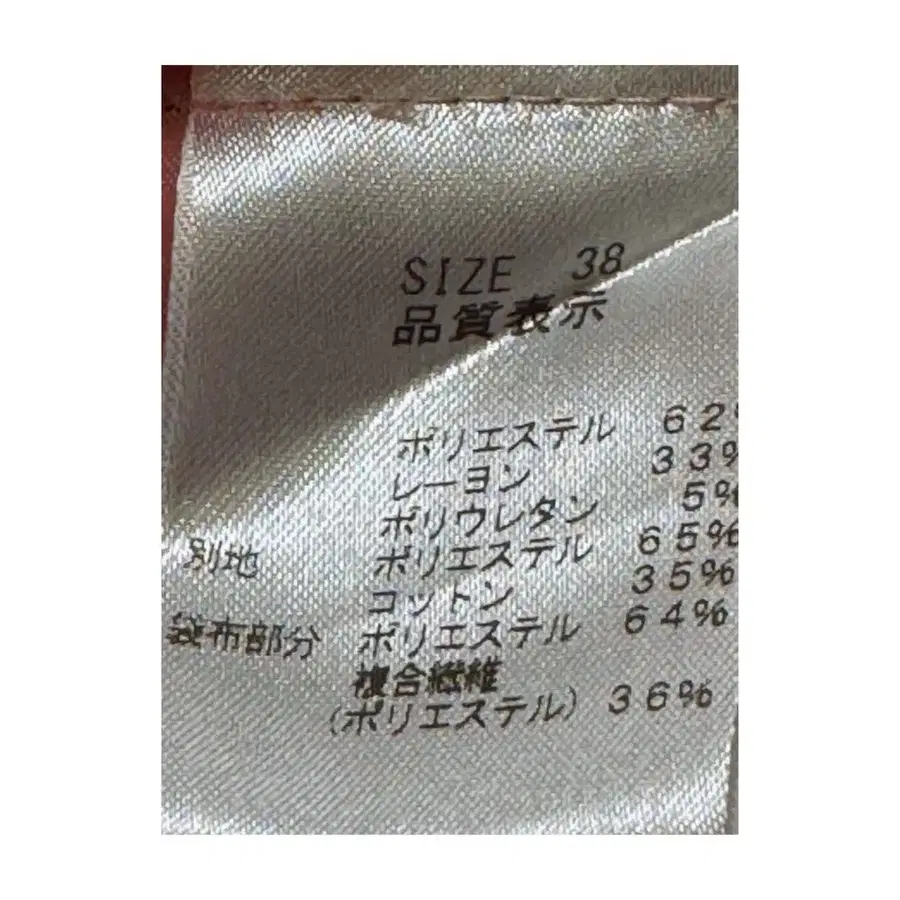 SIZE 38
品質表示
ポリエステル 62%
レーヨン 33%
ポリウレタン 5%
別地 ポリエステル 65%
コットン 35%
袋布部分 ポリエステル 64%
複合繊維
(ポリエステル) 36%